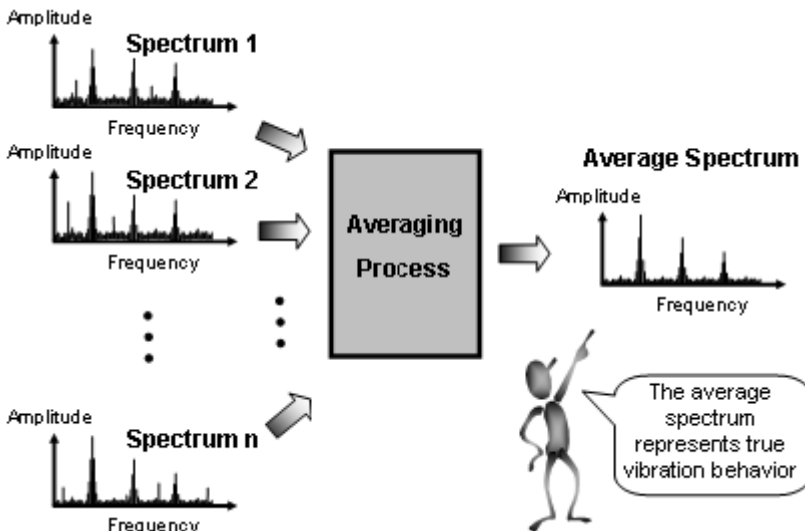 Amplitude
Spectrum 1
Frequency
Amplitude
Spectrum 2
Frequency
Amplitude
Spectrum n
Frequency
Averaging
Process
Average Spectrum
Amplitude
Frequency
The average
spectrum
represents true
vibration behavior